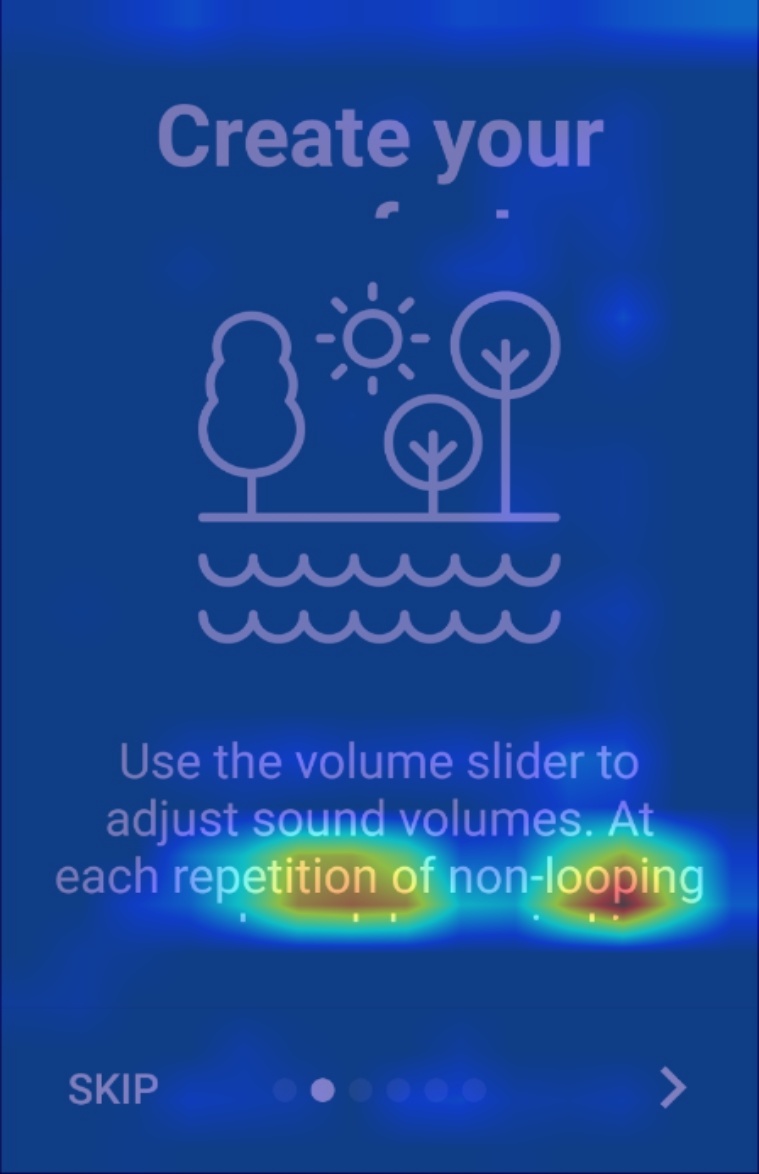 Create your
Use the volume slider to
adjust sound volumes. At
each repetition of non-looping
SKIP